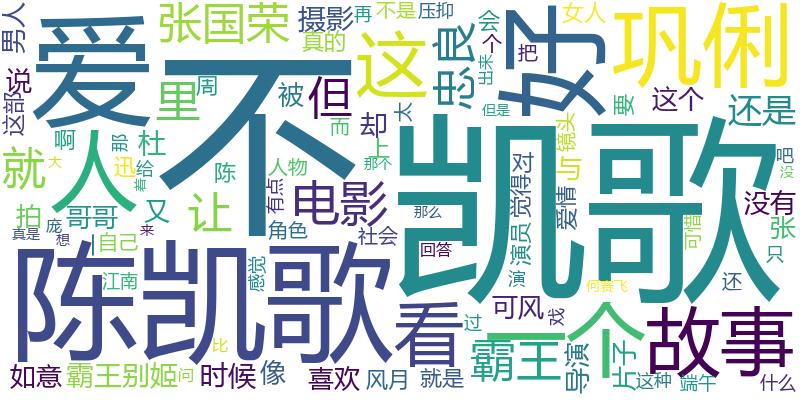 男人
爱
不
张国荣
摄影
再
不是
压抑
会
女人
巩俐
真的
这
忠良
个
好
把
说
这部
里
周
被
但
却
太
出来
要
这个
还是
但是
啊
那
杜
而
上
那个
与
镜头
吧
没
就
大
人
迅
给
着
陈
人物
有点
凯歌
觉得
演员
爱情
没有
拍
哥哥
又
让
电影
那么
可惜
张
只
庞
真是
想
一
自己
来
角色
社会
回答
演
还
江南
感觉
何赛飞
陈凯歌
看
可风
戏
一个
故事
过
霸王
导演
片子
比
如意
霸王别姬
问
时候
像
喜欢
风月
就是
这种
端午
什么